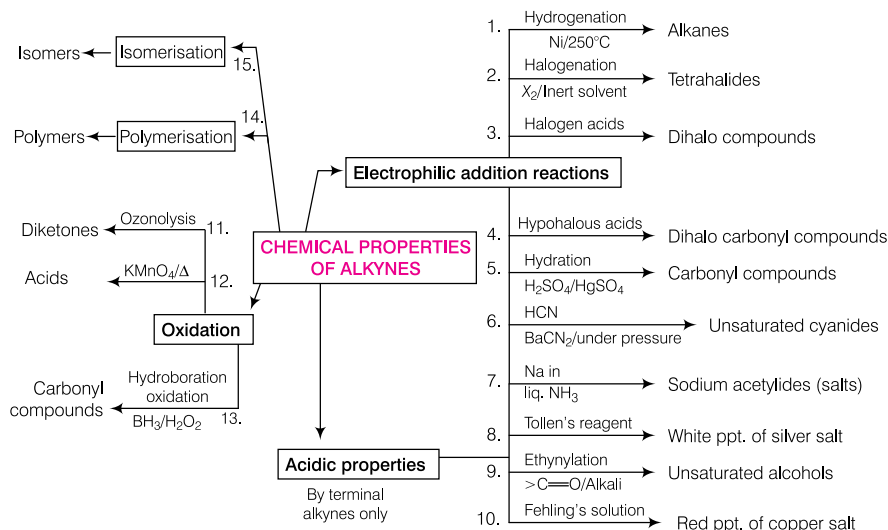 1. Hydrogenation
Ni/250°C
Alkanes
2. Halogenation
X₂/Inert solvent
Tetrahalides
3. Halogen acids
Dihalo compounds
Electrophilic addition reactions
4. Hypohalous acids
Dihalo carbonyl compounds
5. Hydration
H₂SO₄/HgSO₄
Carbonyl compounds
6. HCN
BaCN₂/under pressure
Unsaturated cyanides
7. Na in
liq. NH₃
Sodium acetylides (salts)
8. Tollen's reagent
White ppt. of silver salt
9. Ethynylation
>C=O/Alkali
Unsaturated alcohols
10. Fehling's solution
Red ppt. of copper salt
Acidic properties
By terminal
alkynes only
CHEMICAL PROPERTIES
OF ALKYNES
Isomers
Isomerisation
15.
Polymers
Polymerisation
14.
Diketones
Ozonolysis
11.
Acids
KMnO₄/Δ
12.
Oxidation
Carbonyl
compounds
Hydroboration
oxidation
BH₃/H₂O₂
13.